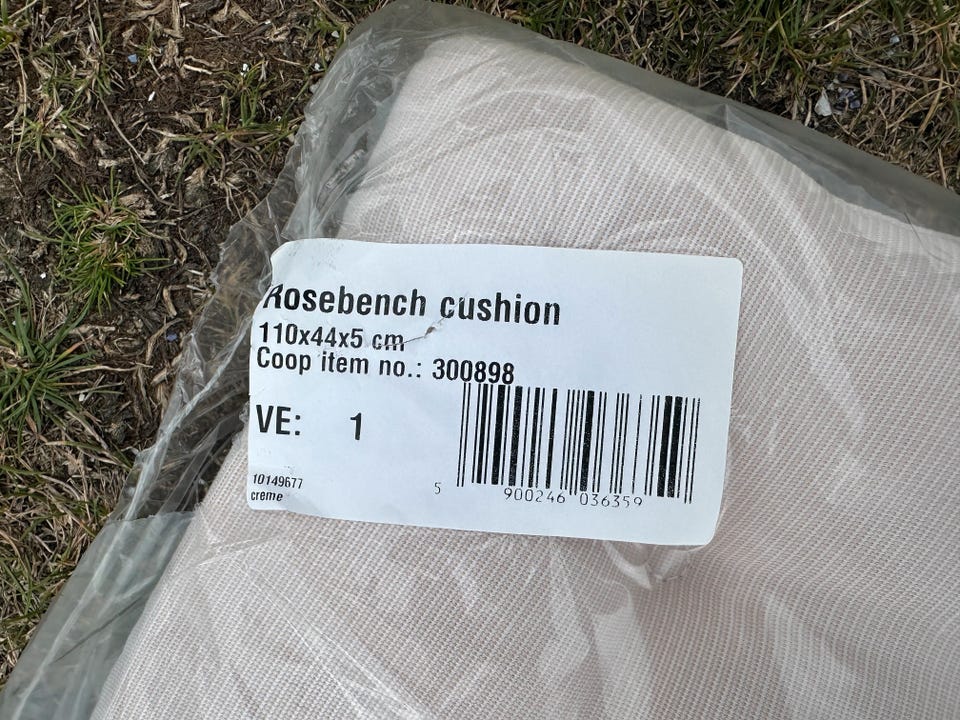 Rosebench cushion
110x44x5 cm
Coop item no.: 300898
VE: 1
10149677
creme
5 900246 036359